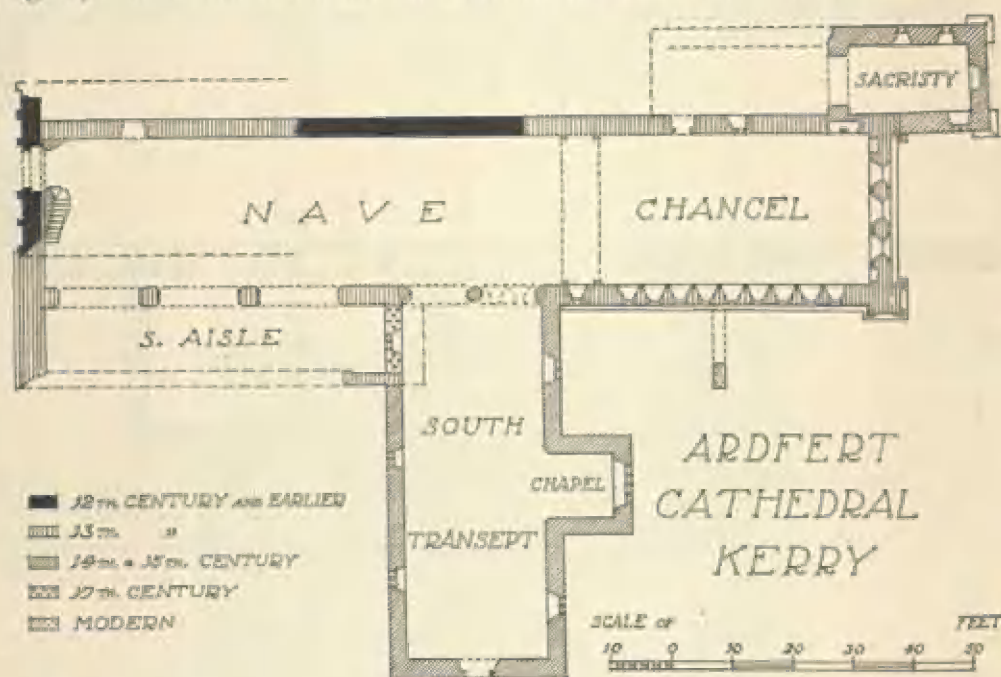 SACRISTY
NAVE
CHANCEL
S. AISLE
SOUTH
TRANSEPT
CHAPEL
ARDFERT
CATHEDRAL
KERRY
12TH. CENTURY AND EARLIER
13TH. "
14TH. & 15TH. CENTURY
17TH. CENTURY
MODERN
SCALE OF FEET
10 0 10 20 30 40 50